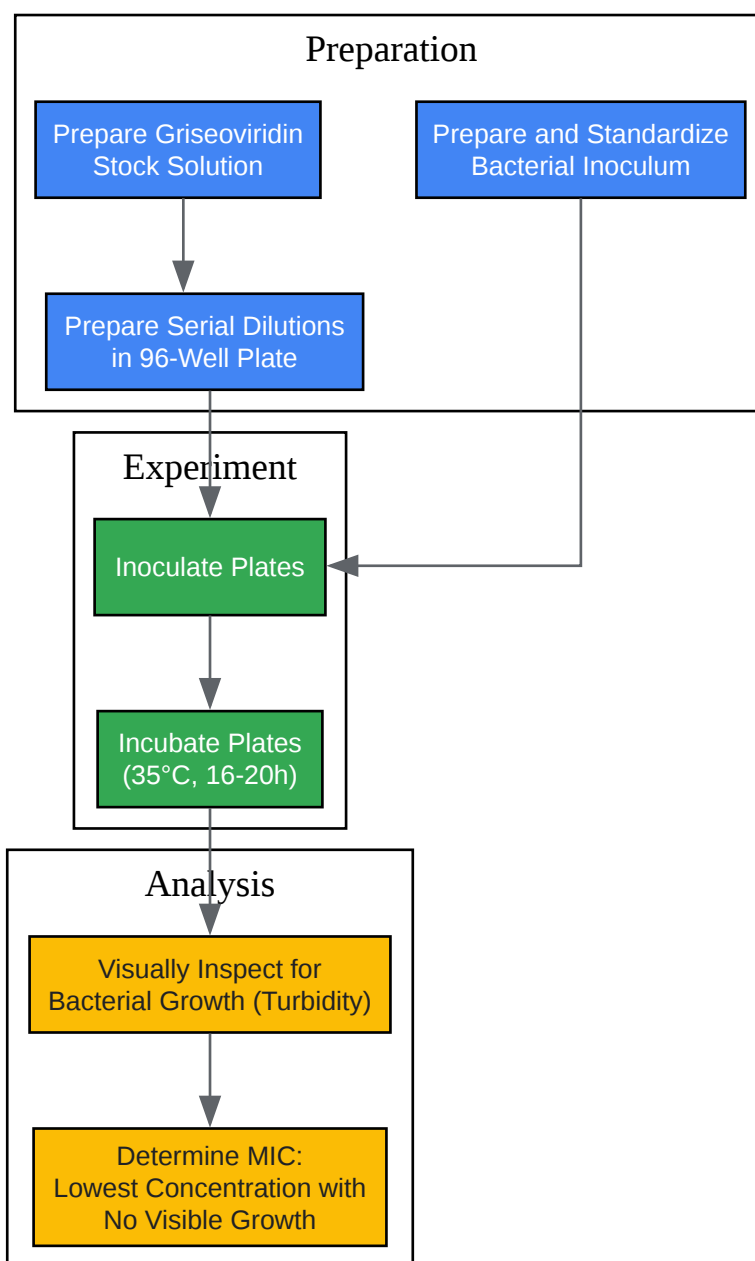 Preparation
Prepare Griseoviridin
Stock Solution
Prepare and Standardize
Bacterial Inoculum
Prepare Serial Dilutions
in 96-Well Plate
Experiment
Inoculate Plates
Incubate Plates
(35°C, 16-20h)
Analysis
Visually Inspect for
Bacterial Growth (Turbidity)
Determine MIC:
Lowest Concentration with
No Visible Growth